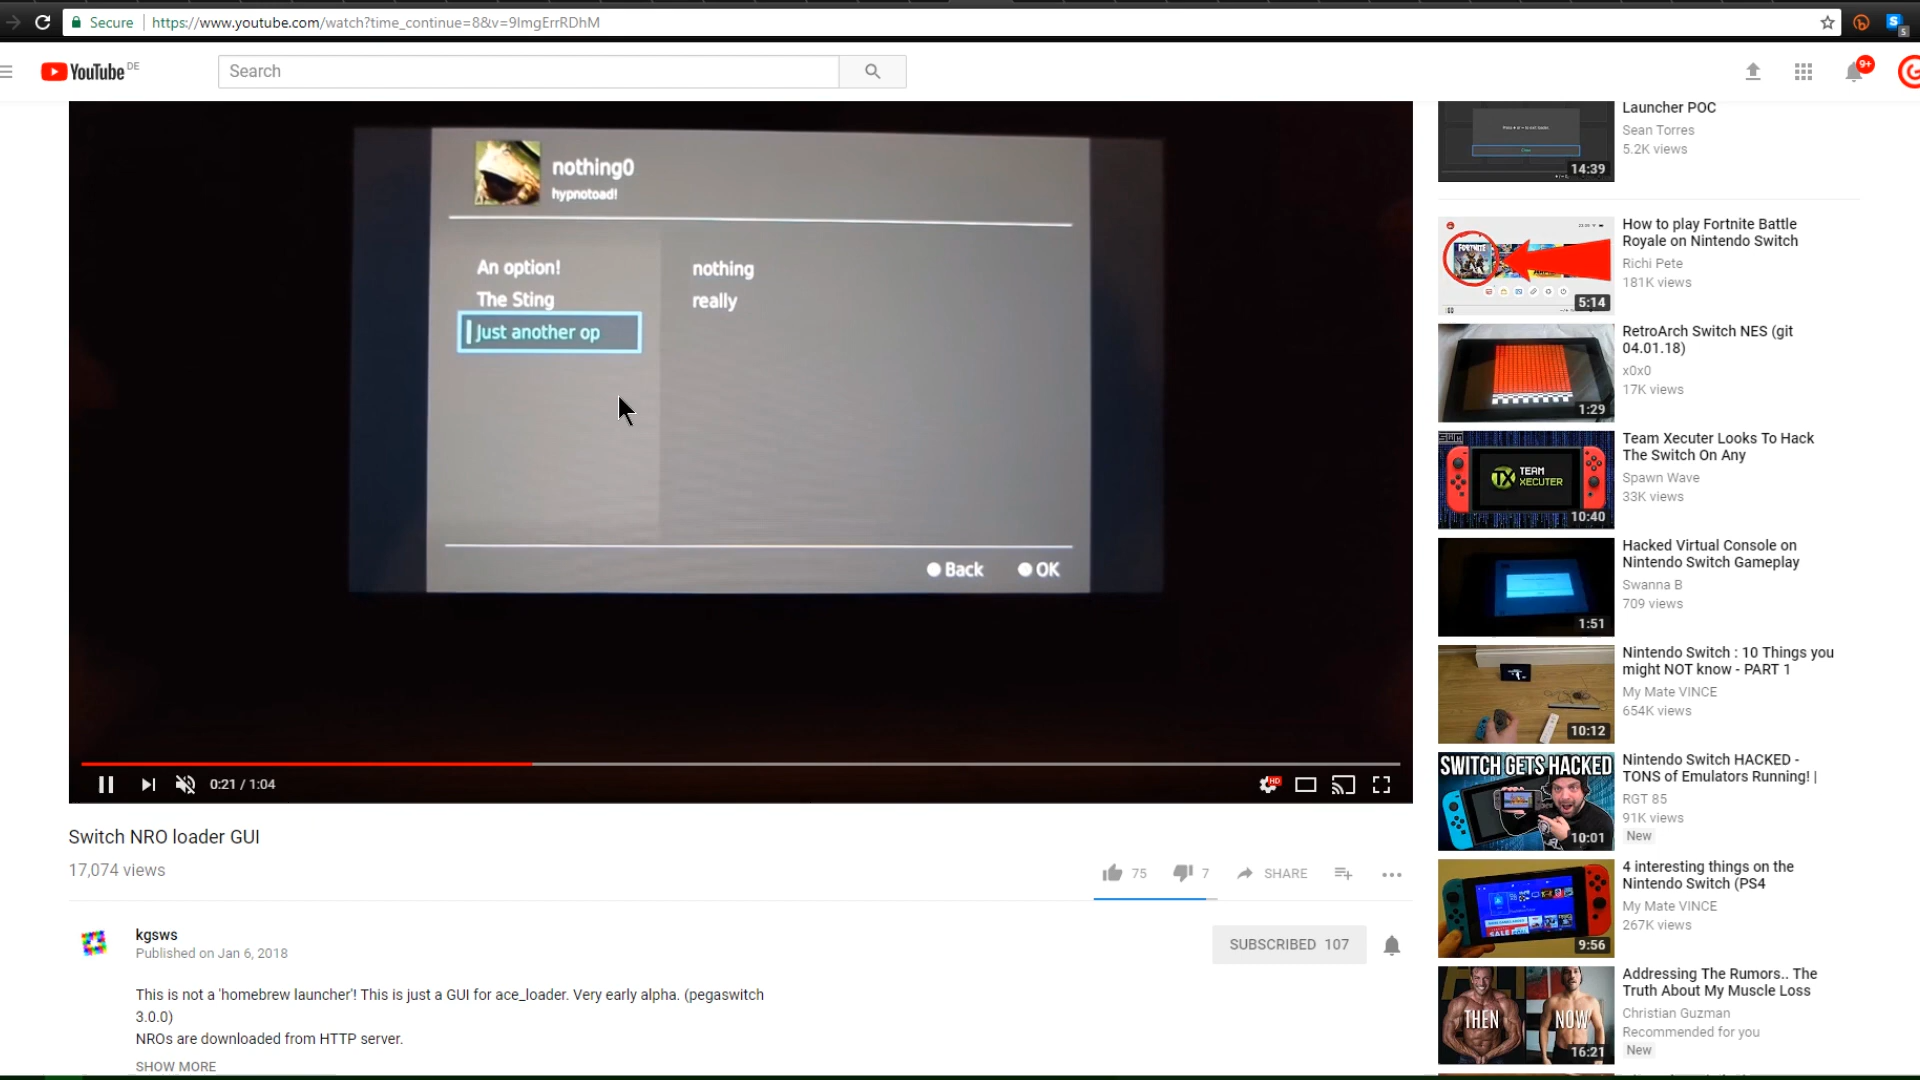 Secure
https://www.youtube.com/watch?time_continue=8&v=9ImgErrRDhM
S
5
YouTube DE
Search
9+
nothing0
hypnotoad!
An option!
The Sting
Just another op
nothing
really
Back
OK
0:21 / 1:04
HD
Switch NRO loader GUI
17,074 views
75
7
SHARE
kgsws
Published on Jan 6, 2018
SUBSCRIBED 107
This is not a 'homebrew launcher'! This is just a GUI for ace_loader. Very early alpha. (pegaswitch
3.0.0)
NROs are downloaded from HTTP server.
SHOW MORE
Launcher POC
Sean Torres
5.2K views
14:39
How to play Fortnite Battle
Royale on Nintendo Switch
Richi Pete
181K views
FORTNITE
5:14
RetroArch Switch NES (git
04.01.18)
x0x0
17K views
1:29
Team Xecuter Looks To Hack
The Switch On Any
Spawn Wave
33K views
SWM
TX
TEAM
XECUTER
10:40
Hacked Virtual Console on
Nintendo Switch Gameplay
Swanna B
709 views
1:51
Nintendo Switch : 10 Things you
might NOT know - PART 1
My Mate VINCE
654K views
10:12
Nintendo Switch HACKED -
TONS of Emulators Running! |
RGT 85
91K views
New
SWITCH GETS HACKED
10:01
4 interesting things on the
Nintendo Switch (PS4
My Mate VINCE
267K views
9:56
Addressing The Rumors.. The
Truth About My Muscle Loss
Christian Guzman
Recommended for you
New
THEN
NOW
16:21